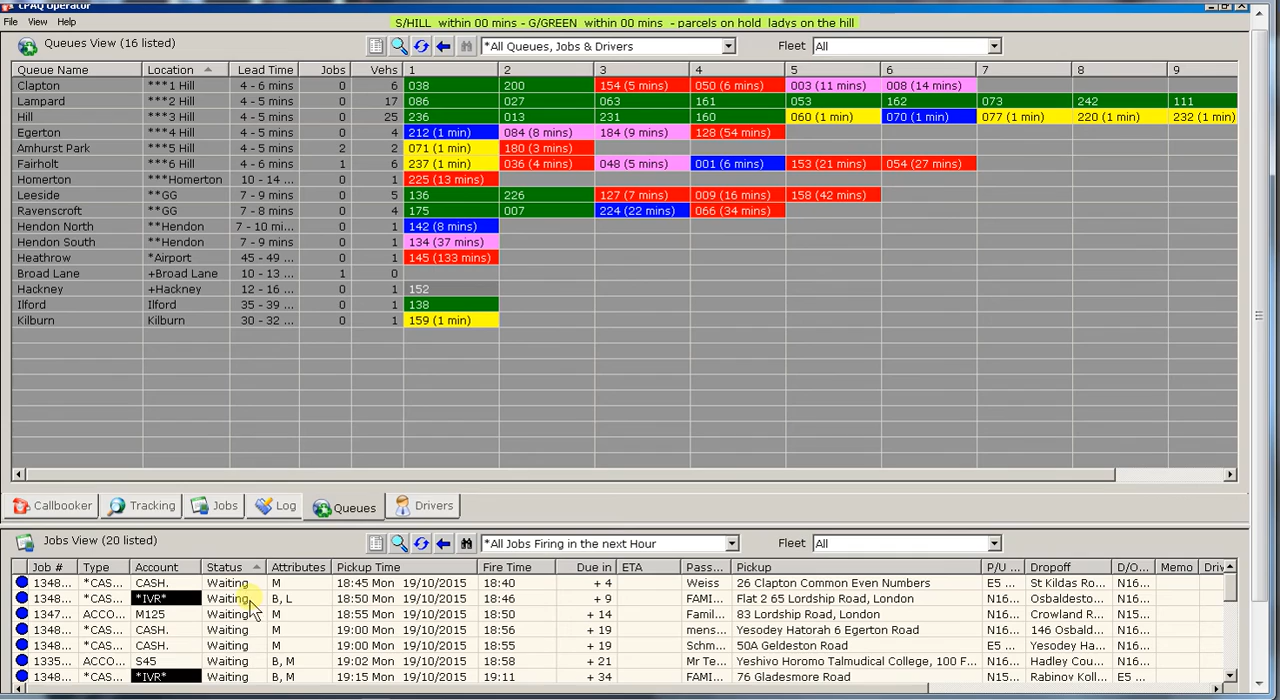 cPAQ Operator
File View Help
S/HILL within 00 mins - G/GREEN within 00 mins - parcels on hold ladys on the hill
Queues View (16 listed) *All Queues, Jobs & Drivers Fleet All
Queue Name Location Lead Time Jobs Vehs 1 2 3 4 5 6 7 8 9
Clapton ***1 Hill 4 - 6 mins 0 6 038 200 154 (5 mins) 050 (6 mins) 003 (11 mins) 008 (14 mins)
Lampard ***2 Hill 4 - 5 mins 0 17 086 027 063 161 053 162 073 242 111
Hill ***3 Hill 4 - 5 mins 0 25 236 013 231 160 060 (1 min) 070 (1 min) 077 (1 min) 220 (1 min) 232 (1 min)
Egerton ***4 Hill 4 - 5 mins 0 4 212 (1 min) 084 (8 mins) 184 (9 mins) 128 (54 mins)
Amhurst Park ***5 Hill 4 - 5 mins 2 2 071 (1 min) 180 (3 mins)
Fairholt ***6 Hill 4 - 6 mins 1 6 237 (1 min) 036 (4 mins) 048 (5 mins) 001 (6 mins) 153 (21 mins) 054 (27 mins)
Homerton ***Homerton 10 - 14 ... 0 1 225 (13 mins)
Leeside **GG 7 - 9 mins 0 5 136 226 127 (7 mins) 009 (16 mins) 158 (42 mins)
Ravenscroft **GG 7 - 8 mins 0 4 175 007 224 (22 mins) 066 (34 mins)
Hendon North **Hendon 7 - 10 mi... 0 1 142 (8 mins)
Hendon South **Hendon 7 - 9 mins 0 1 134 (37 mins)
Heathrow *Airport 45 - 49 ... 0 1 145 (133 mins)
Broad Lane +Broad Lane 10 - 13 ... 1 0
Hackney +Hackney 12 - 16 ... 0 1 152
Ilford Ilford 35 - 39 ... 0 1 138
Kilburn Kilburn 30 - 32 ... 0 1 159 (1 min)
Callbooker Tracking Jobs Log Queues Drivers
Jobs View (20 listed) *All Jobs Firing in the next Hour Fleet All
Job # Type Account Status Attributes Pickup Time Fire Time Due in ETA Pass... Pickup P/U ... Dropoff D/O... Memo Driv
1348... *CAS... CASH. Waiting M 18:45 Mon 19/10/2015 18:40 + 4 Weiss 26 Clapton Common Even Numbers E5 ... St Kildas Ro... N16...
1348... *CAS... *IVR* Waiting B, L 18:50 Mon 19/10/2015 18:46 + 9 FAMI... Flat 2 65 Lordship Road, London N16... Osbaldesto... N16...
1347... ACCO... M125 Waiting M 18:55 Mon 19/10/2015 18:50 + 14 Famil... 83 Lordship Road, London N16... Crowland R... N15...
1348... *CAS... CASH. Waiting M 19:00 Mon 19/10/2015 18:56 + 19 mens... Yesodey Hatorah 6 Egerton Road N16... 146 Osbald... N16...
1348... *CAS... CASH. Waiting M 19:00 Mon 19/10/2015 18:55 + 19 Schm... 50A Geldeston Road E5 ... Yesodey H... N16...
1335... ACCO... S45 Waiting B, M 19:02 Mon 19/10/2015 18:58 + 21 Mr Te... Yeshivo Horomo Talmudical College, 100 F... N16... Hadley Cou... N16...
1348... *CAS... *IVR* Waiting B, M 19:15 Mon 19/10/2015 19:11 + 34 FAMI... 76 Gladesmore Road N15... Rabinov Koll... E5 ...